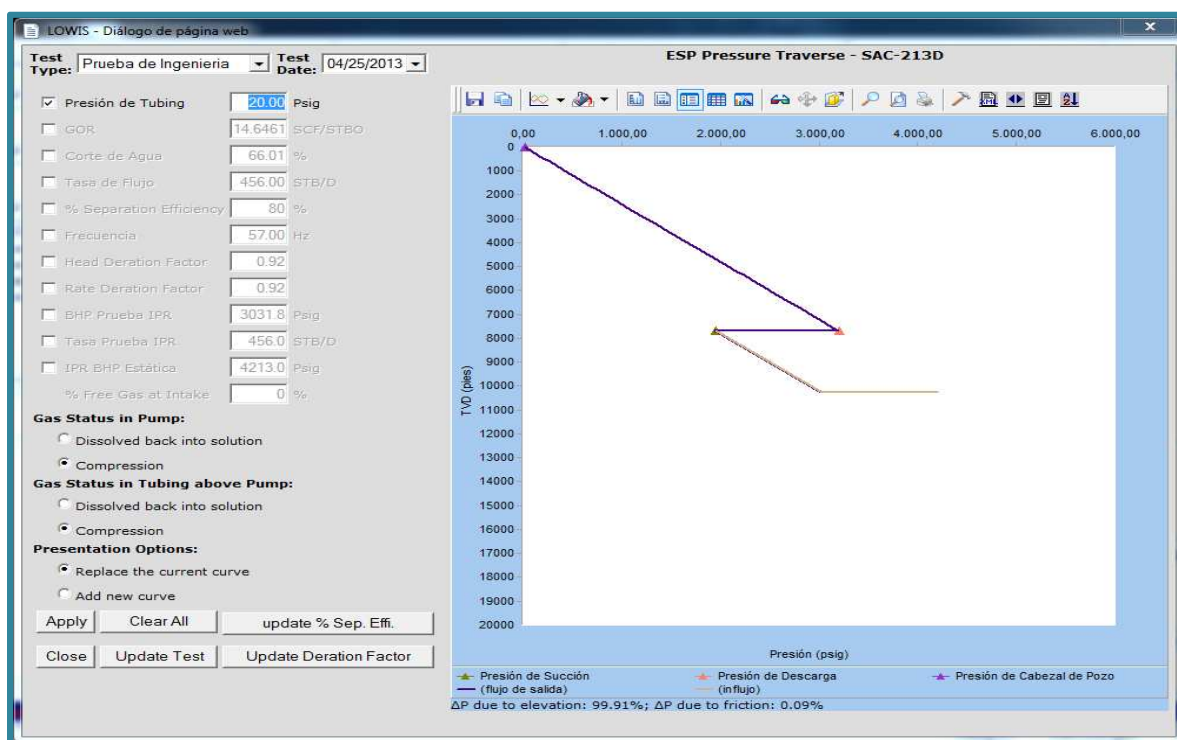 LOWIS - Diálogo de página web
x
Test Type: Prueba de Ingenieria Test Date: 04/25/2013
Presión de Tubing 20.00 Psig
GOR 14.6461 SCF/STBO
Corte de Agua 66.01 %
Tasa de Flujo 456.00 STB/D
% Separation Efficiency 80 %
Frecuencia 57.00 Hz
Head Deration Factor 0.92
Rate Deration Factor 0.92
BHP Prueba IPR 3031.8 Psig
Tasa Prueba IPR 456.0 STB/D
IPR BHP Estática 4213.0 Psig
% Free Gas at Intake 0 %
Gas Status in Pump:
Dissolved back into solution
Compression
Gas Status in Tubing above Pump:
Dissolved back into solution
Compression
Presentation Options:
Replace the current curve
Add new curve
Apply Clear All update % Sep. Effi.
Close Update Test Update Deration Factor
ESP Pressure Traverse - SAC-213D
0,00 1.000,00 2.000,00 3.000,00 4.000,00 5.000,00 6.000,00
0
1000
2000
3000
4000
5000
6000
7000
8000
9000
10000
11000
12000
13000
14000
15000
16000
17000
18000
19000
20000
TVD (pies)
Presión (psig)
Presión de Succión Presión de Descarga Presión de Cabezal de Pozo
(flujo de salida) (influjo)
ΔP due to elevation: 99.91%; ΔP due to friction: 0.09%